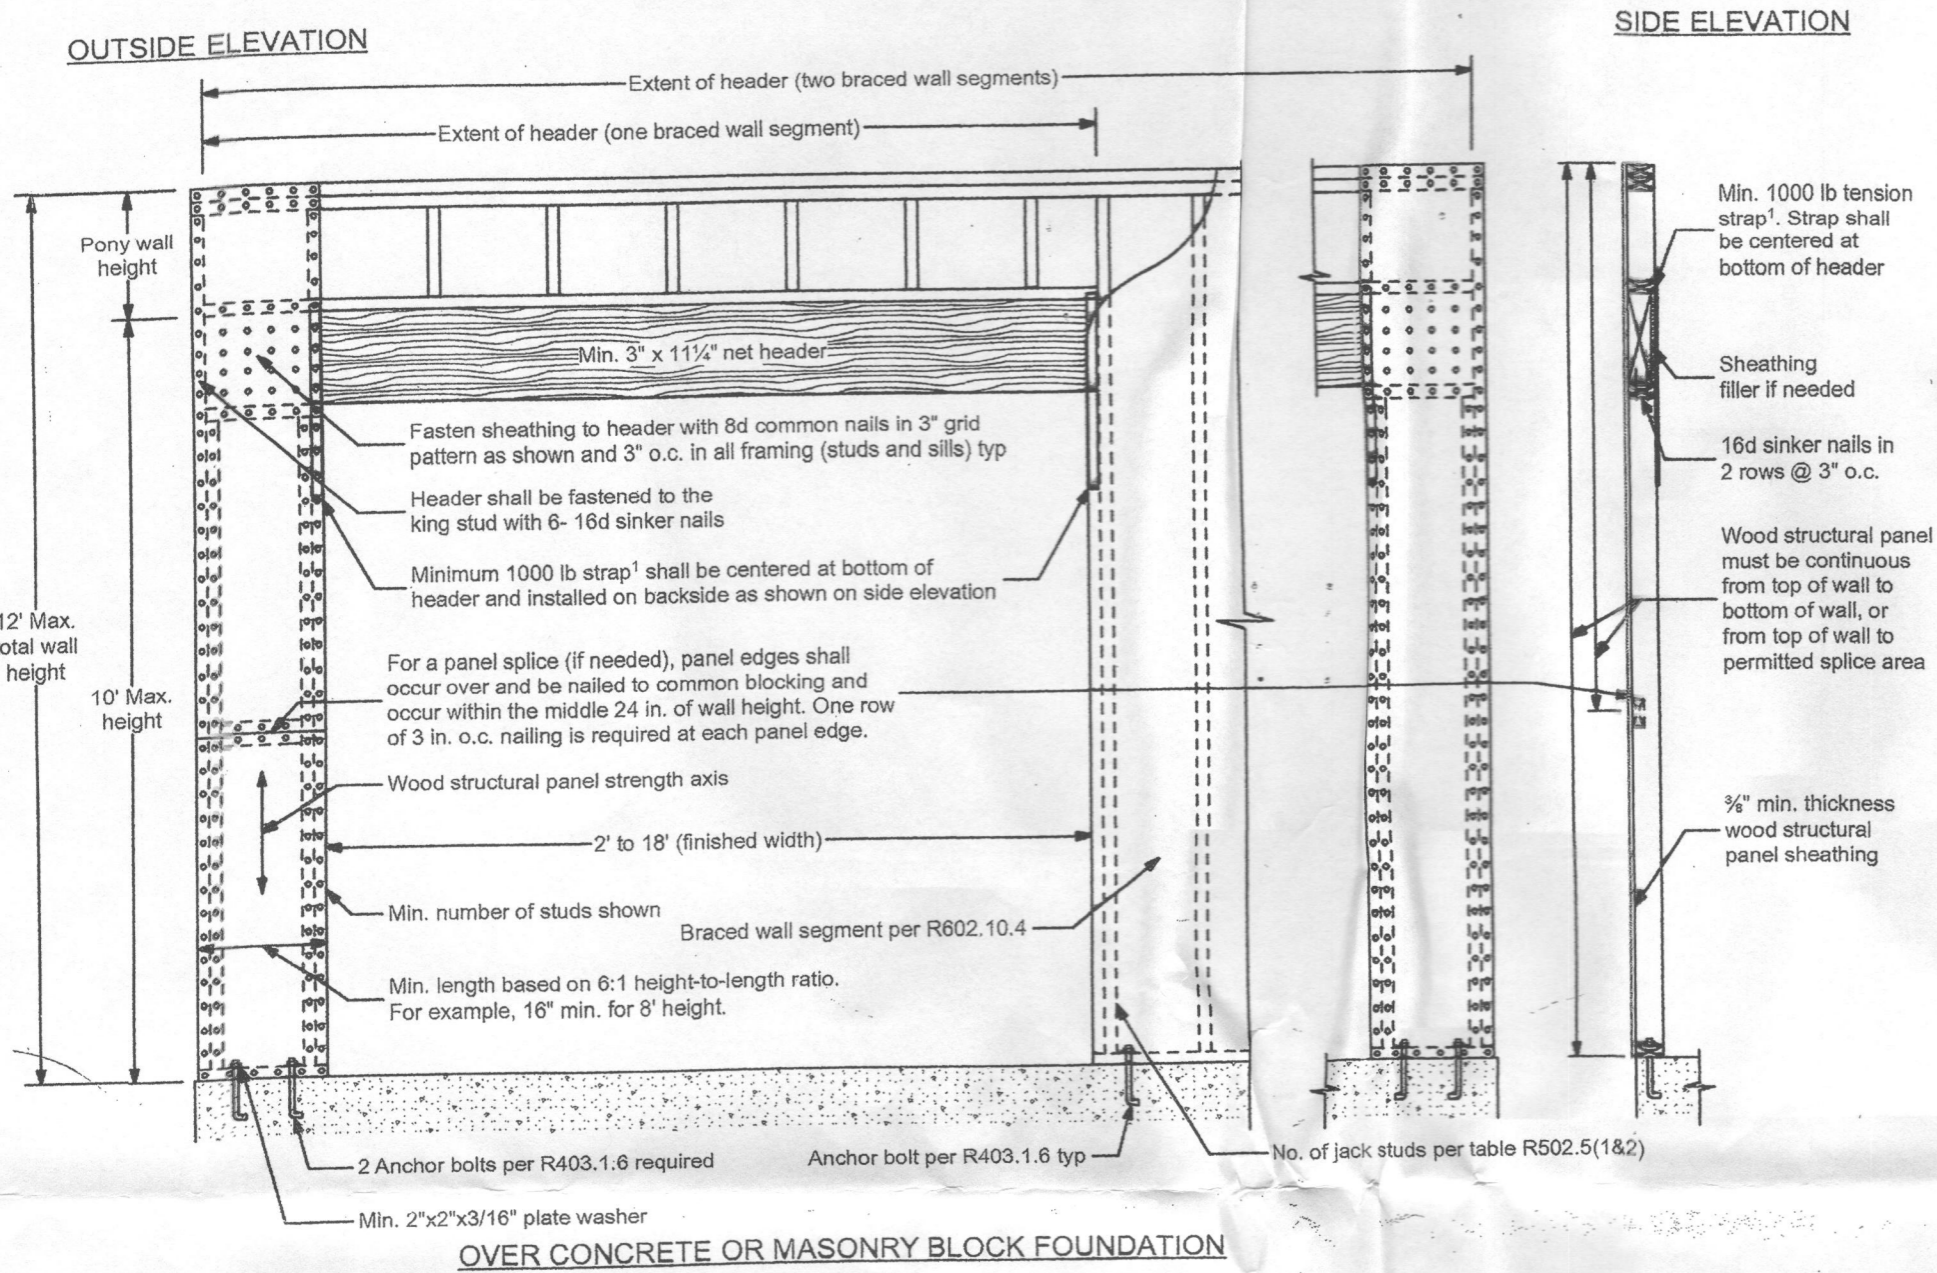 OUTSIDE ELEVATION
SIDE ELEVATION
Extent of header (two braced wall segments)
Extent of header (one braced wall segment)
Pony wall
height
Min. 1000 lb tension
strap¹. Strap shall
be centered at
bottom of header
Min. 3" x 11¼" net header
Sheathing
filler if needed
Fasten sheathing to header with 8d common nails in 3" grid
pattern as shown and 3" o.c. in all framing (studs and sills) typ
16d sinker nails in
2 rows @ 3" o.c.
Header shall be fastened to the
king stud with 6- 16d sinker nails
Wood structural panel
must be continuous
from top of wall to
bottom of wall, or
from top of wall to
permitted splice area
Minimum 1000 lb strap¹ shall be centered at bottom of
header and installed on backside as shown on side elevation
12' Max.
otal wall
height
10' Max.
height
For a panel splice (if needed), panel edges shall
occur over and be nailed to common blocking and
occur within the middle 24 in. of wall height. One row
of 3 in. o.c. nailing is required at each panel edge.
Wood structural panel strength axis
⅜" min. thickness
wood structural
panel sheathing
2' to 18' (finished width)
Min. number of studs shown
Braced wall segment per R602.10.4
Min. length based on 6:1 height-to-length ratio.
For example, 16" min. for 8' height.
2 Anchor bolts per R403.1.6 required
Anchor bolt per R403.1.6 typ
No. of jack studs per table R502.5(1&2)
Min. 2"x2"x3/16" plate washer
OVER CONCRETE OR MASONRY BLOCK FOUNDATION